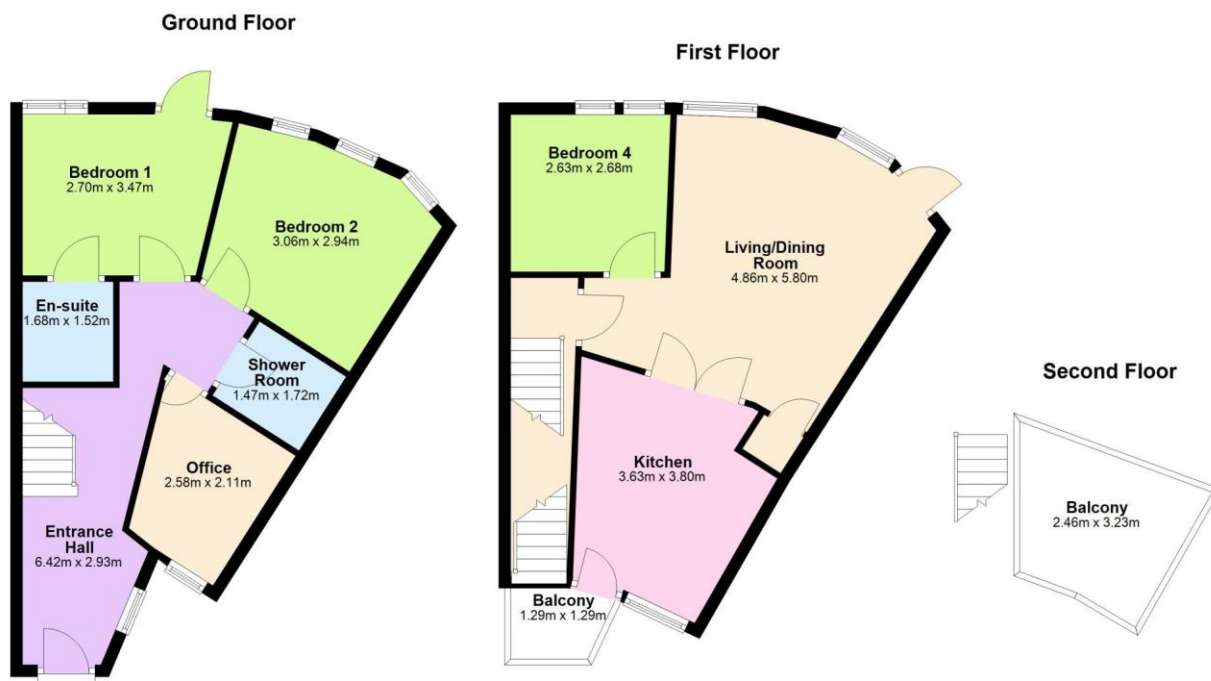 Ground Floor
Bedroom 1
2.70m x 3.47m
Bedroom 2
3.06m x 2.94m
En-suite
1.68m x 1.52m
Shower
Room
1.47m x 1.72m
Office
2.58m x 2.11m
Entrance
Hall
6.42m x 2.93m
First Floor
Bedroom 4
2.63m x 2.68m
Living/Dining
Room
4.86m x 5.80m
Kitchen
3.63m x 3.80m
Balcony
1.29m x 1.29m
Second Floor
Balcony
2.46m x 3.23m